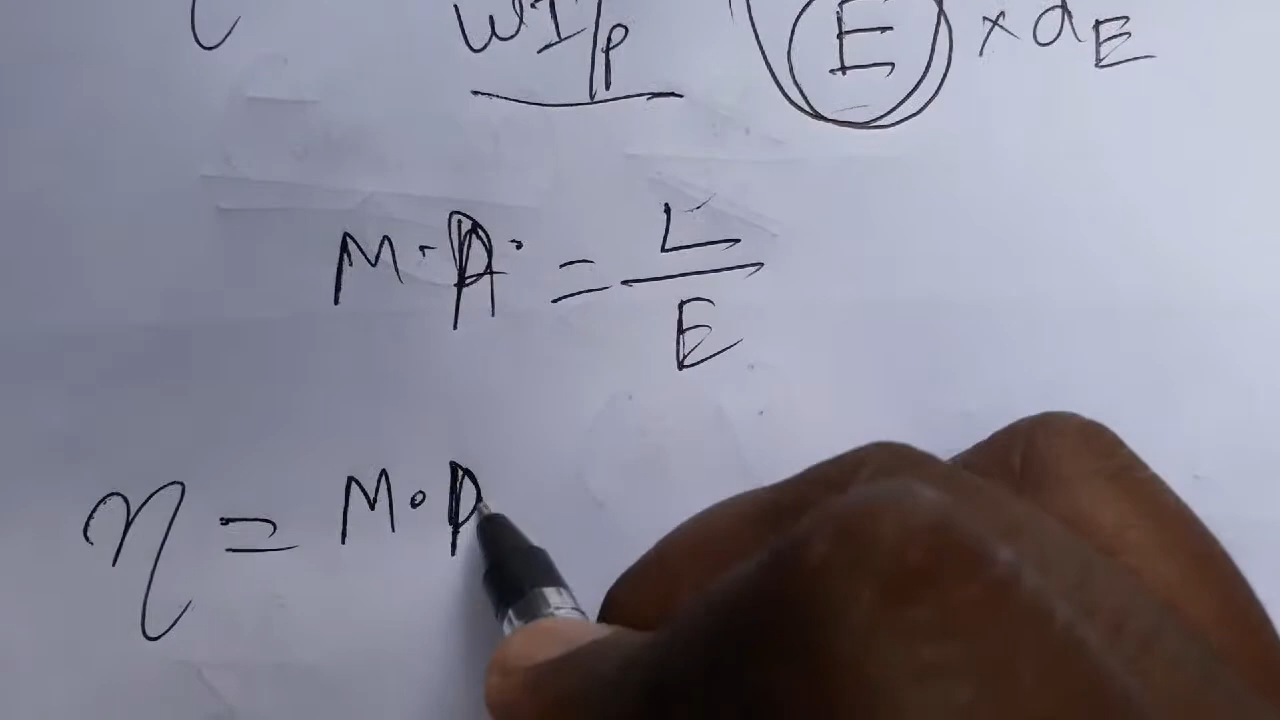 WI/p E × dE
M.A. = L
E
η = M.A